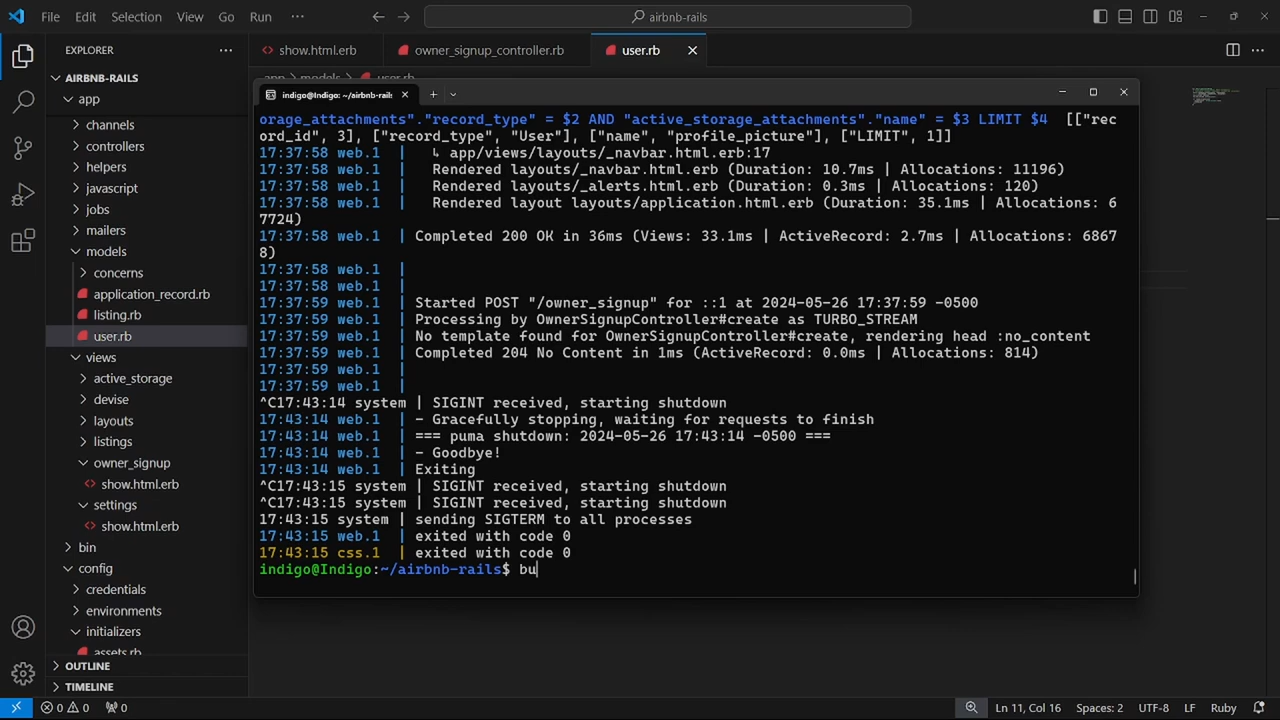 File Edit Selection View Go Run ··· airbnb-rails
EXPLORER ··· show.html.erb owner_signup_controller.rb user.rb
AIRBNB-RAILS
app
channels
controllers
helpers
javascript
jobs
mailers
models
concerns
application_record.rb
listing.rb
user.rb
views
active_storage
devise
layouts
listings
owner_signup
show.html.erb
settings
show.html.erb
bin
config
credentials
environments
initializers
assets.rb
OUTLINE
TIMELINE
app > models > user.rb
indigo@Indigo: ~/airbnb-rails
orage_attachments"."record_type" = $2 AND "active_storage_attachments"."name" = $3 LIMIT $4  [["rec
ord_id", 3], ["record_type", "User"], ["name", "profile_picture"], ["LIMIT", 1]]
17:37:58 web.1  |   ↳ app/views/layouts/_navbar.html.erb:17
17:37:58 web.1  |   Rendered layouts/_navbar.html.erb (Duration: 10.7ms | Allocations: 11196)
17:37:58 web.1  |   Rendered layouts/_alerts.html.erb (Duration: 0.3ms | Allocations: 120)
17:37:58 web.1  |   Rendered layout layouts/application.html.erb (Duration: 35.1ms | Allocations: 6
7724)
17:37:58 web.1  | Completed 200 OK in 36ms (Views: 33.1ms | ActiveRecord: 2.7ms | Allocations: 6867
8)
17:37:58 web.1  |
17:37:58 web.1  |
17:37:59 web.1  | Started POST "/owner_signup" for ::1 at 2024-05-26 17:37:59 -0500
17:37:59 web.1  | Processing by OwnerSignupController#create as TURBO_STREAM
17:37:59 web.1  | No template found for OwnerSignupController#create, rendering head :no_content
17:37:59 web.1  | Completed 204 No Content in 1ms (ActiveRecord: 0.0ms | Allocations: 814)
17:37:59 web.1  |
17:37:59 web.1  |
^C17:43:14 system | SIGINT received, starting shutdown
17:43:14 web.1  | - Gracefully stopping, waiting for requests to finish
17:43:14 web.1  | === puma shutdown: 2024-05-26 17:43:14 -0500 ===
17:43:14 web.1  | - Goodbye!
17:43:14 web.1  | Exiting
^C17:43:15 system | SIGINT received, starting shutdown
^C17:43:15 system | SIGINT received, starting shutdown
17:43:15 system | sending SIGTERM to all processes
17:43:15 web.1  | exited with code 0
17:43:15 css.1  | exited with code 0
indigo@Indigo:~/airbnb-rails$ bu
0 0 0 Ln 11, Col 16 Spaces: 2 UTF-8 LF Ruby